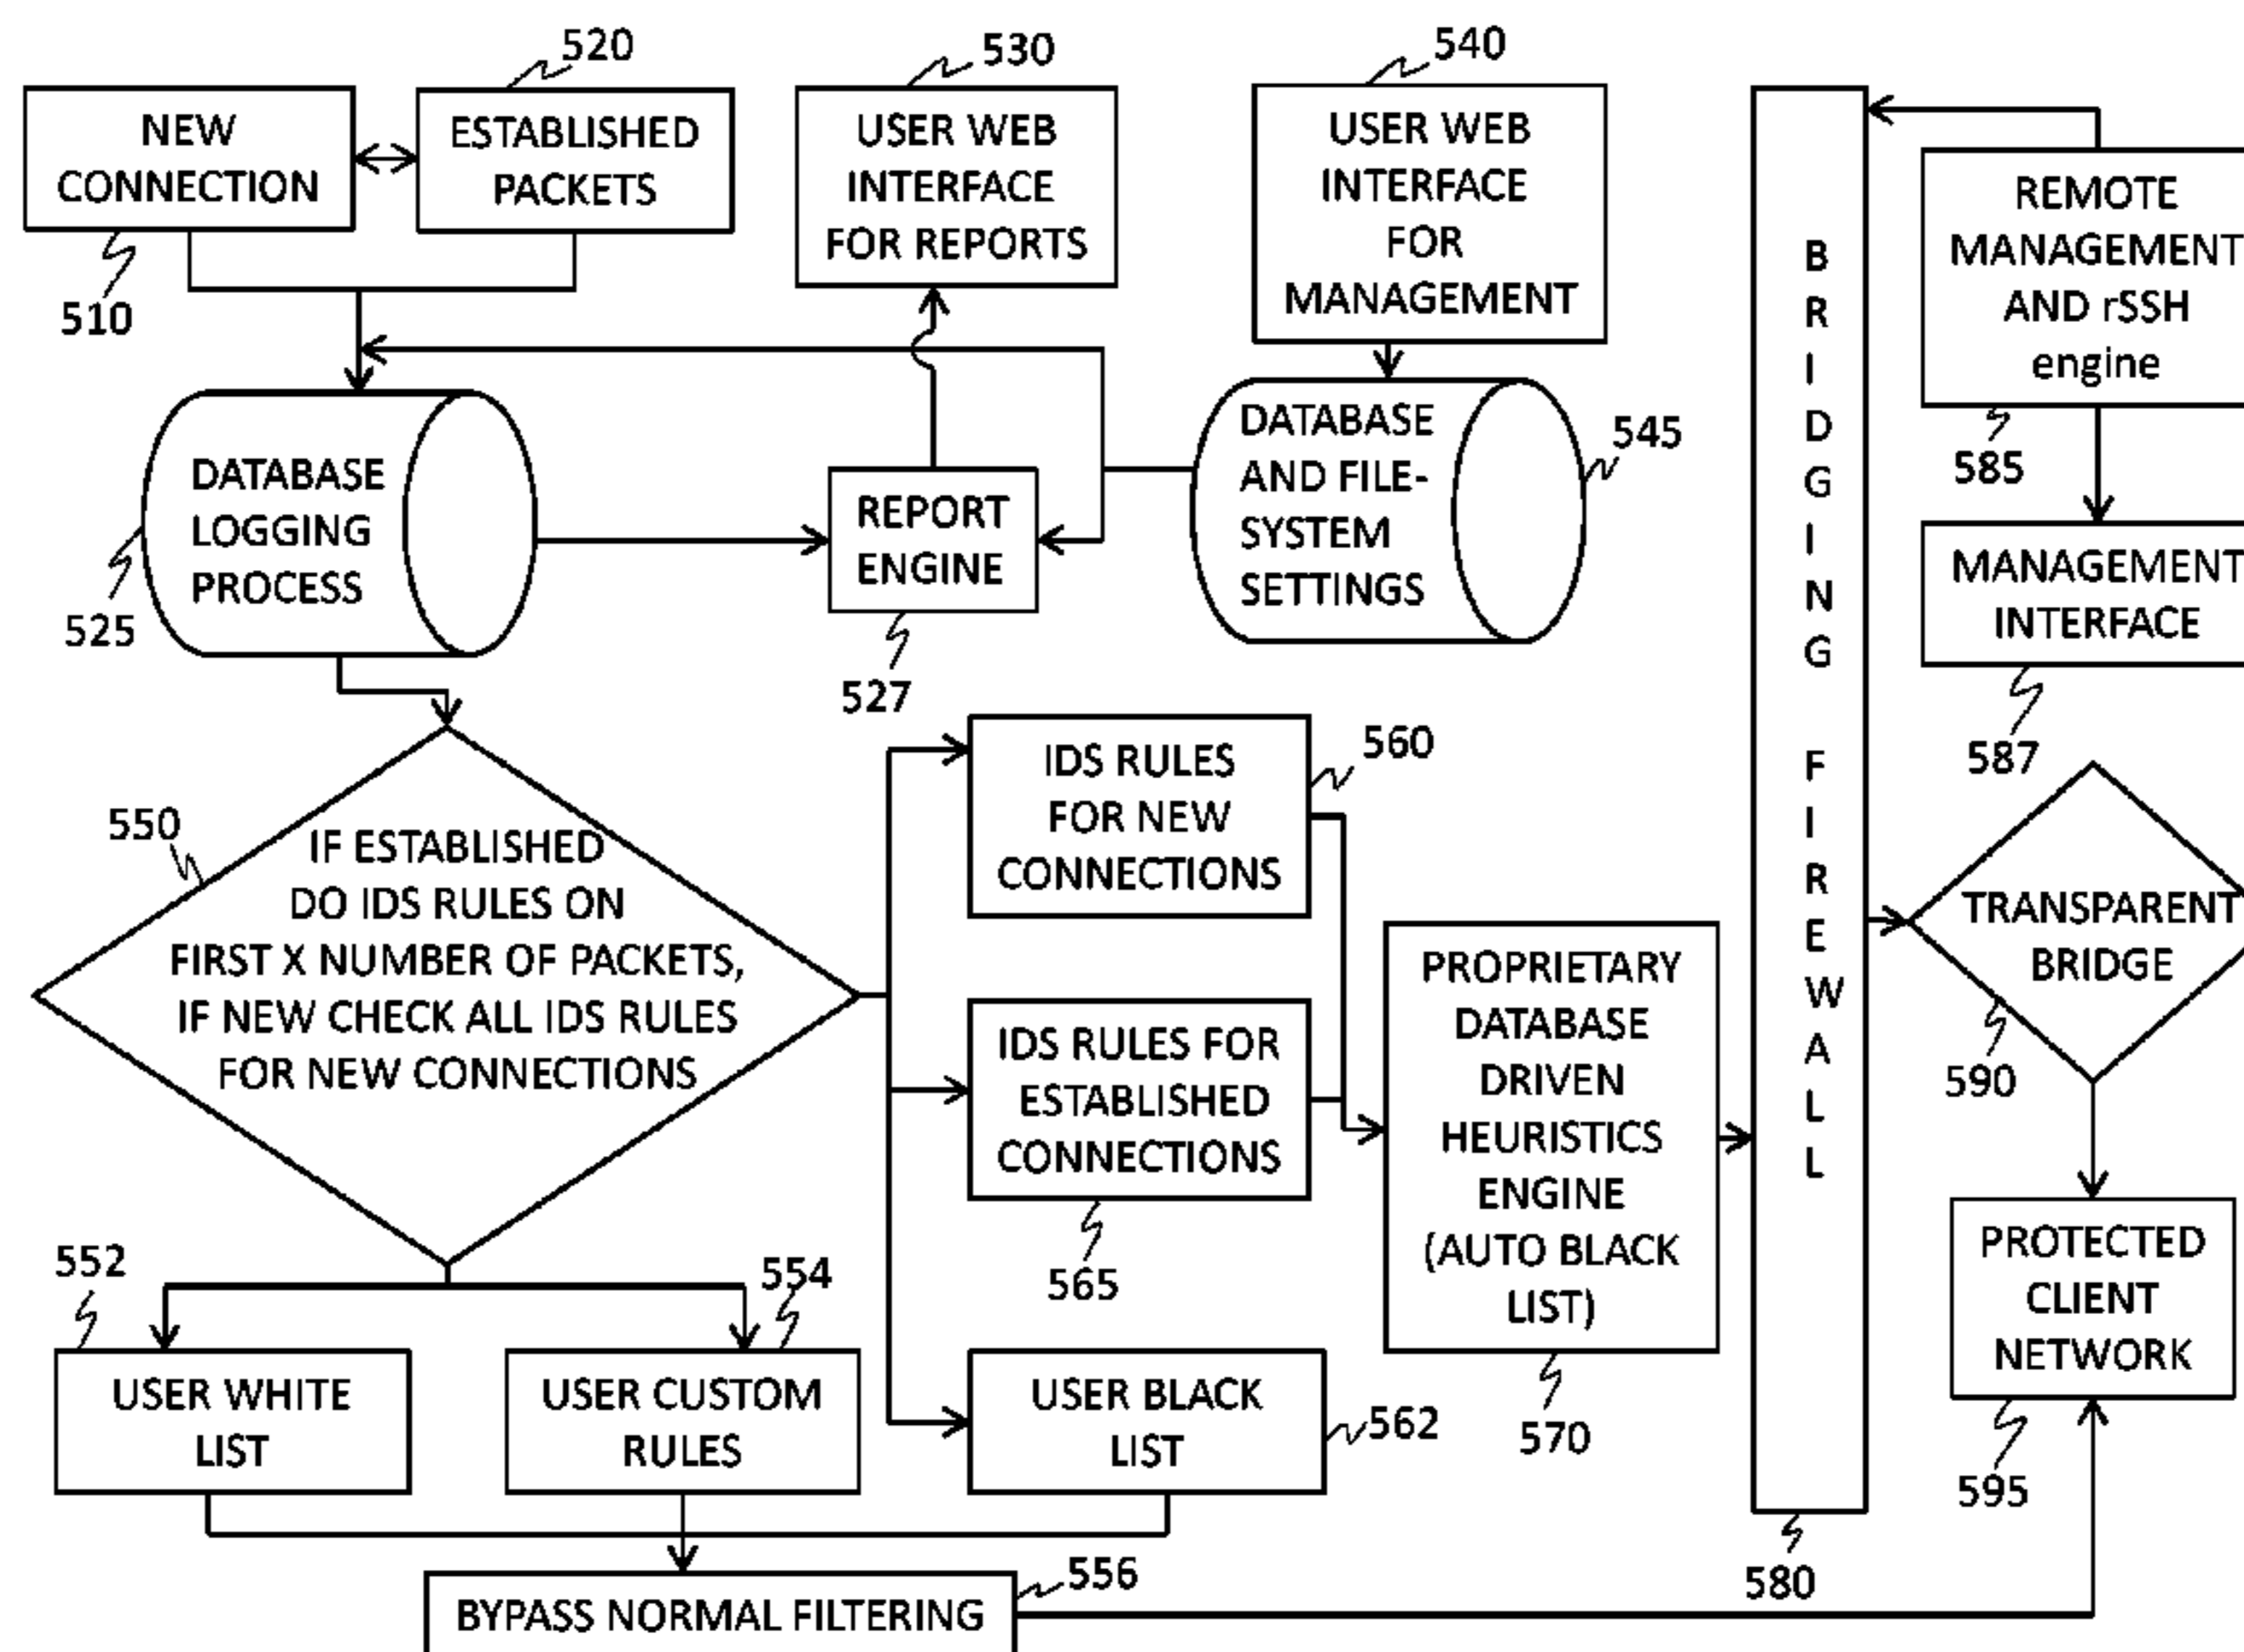 520
530
540
NEW
CONNECTION
ESTABLISHED
PACKETS
USER WEB
INTERFACE
FOR REPORTS
USER WEB
INTERFACE
FOR
MANAGEMENT
REMOTE
MANAGEMENT
AND rSSH
engine
510
585
DATABASE
LOGGING
PROCESS
525
REPORT
ENGINE
527
DATABASE
AND FILE-
SYSTEM
SETTINGS
545
MANAGEMENT
INTERFACE
587
BRIDGING FIREWALL
580
550
IF ESTABLISHED
DO IDS RULES ON
FIRST X NUMBER OF PACKETS,
IF NEW CHECK ALL IDS RULES
FOR NEW CONNECTIONS
IDS RULES
FOR NEW
CONNECTIONS
560
IDS RULES FOR
ESTABLISHED
CONNECTIONS
565
PROPRIETARY
DATABASE
DRIVEN
HEURISTICS
ENGINE
(AUTO BLACK
LIST)
570
TRANSPARENT
BRIDGE
590
PROTECTED
CLIENT
NETWORK
595
552
USER WHITE
LIST
554
USER CUSTOM
RULES
USER BLACK
LIST
562
556
BYPASS NORMAL FILTERING